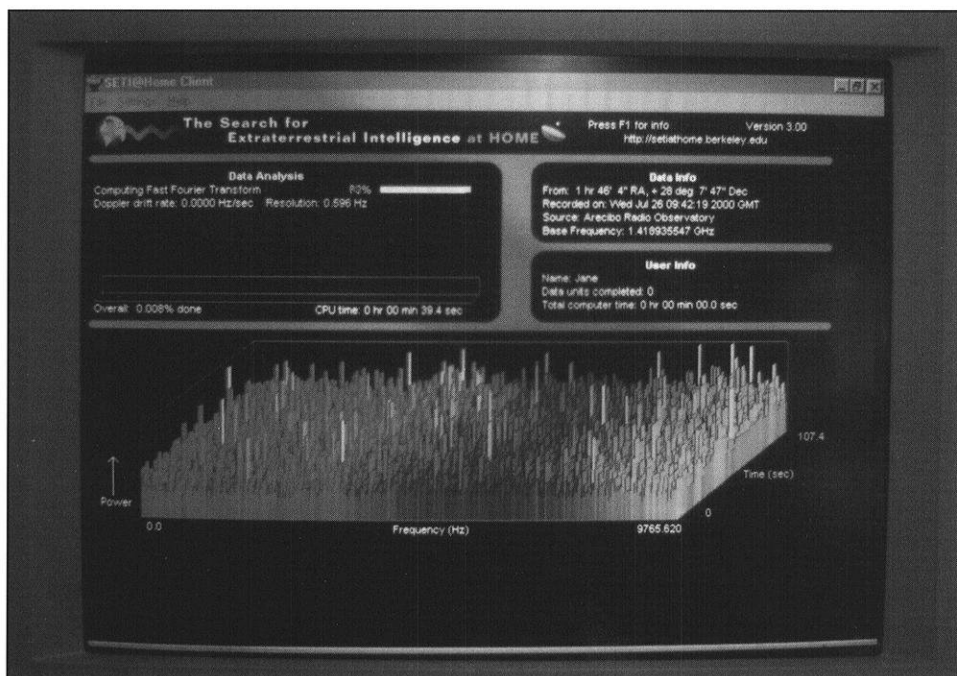 SETI@Home Client
File Settings Help
The Search for
Extraterrestrial Intelligence at HOME
Press F1 for info
Version 3.00
http://setiathome.berkeley.edu
Data Analysis
Computing Fast Fourier Transform
Doppler drift rate: 0.0000 Hz/sec Resolution: 0.596 Hz
Overall: 0.008% done
CPU time: 0 hr 00 min 39.4 sec
Data Info
From: 1 hr 46' 4" RA, + 28 deg 7' 47" Dec
Recorded on: Wed Jul 26 09:42:19 2000 GMT
Source: Arecibo Radio Observatory
Base Frequency: 1.418935547 GHz
User Info
Name: Jane
Data units completed: 0
Total computer time: 0 hr 00 min 00.0 sec
Power
0.0
Frequency (Hz)
9765.620
0
Time (sec)
107.4